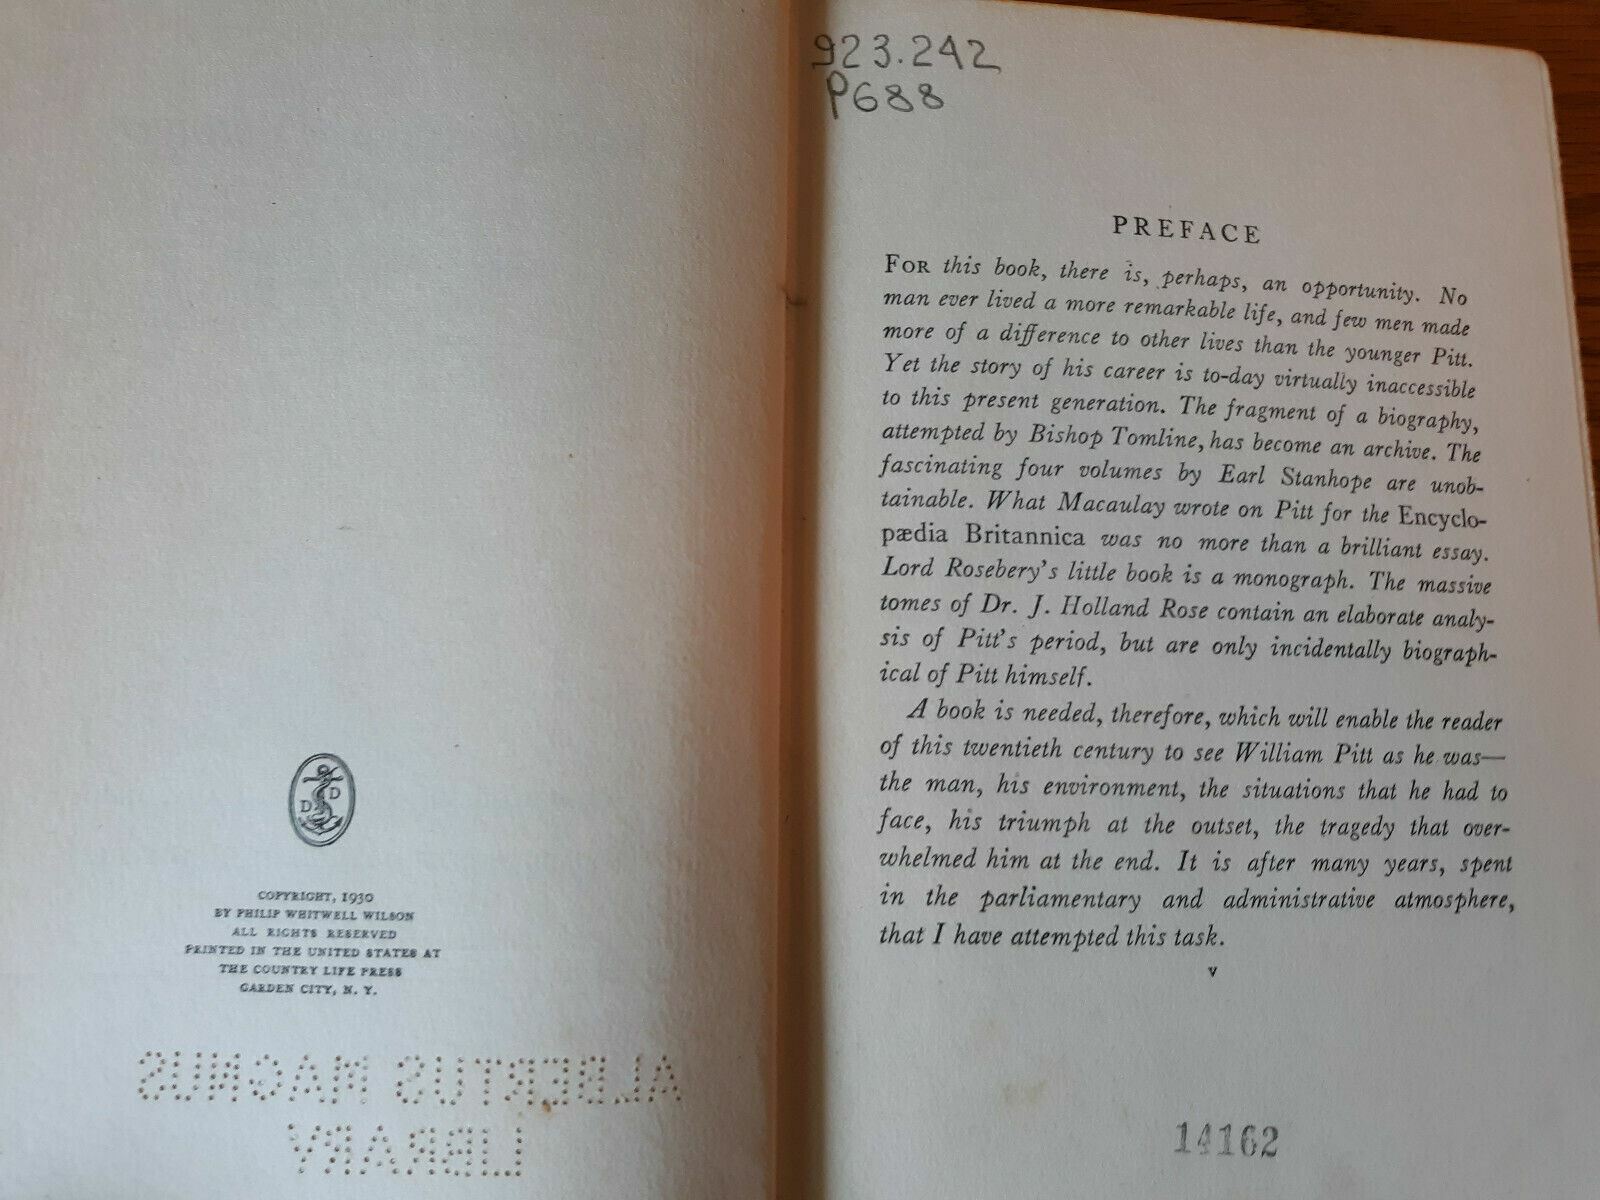 D D
COPYRIGHT, 1930
BY PHILIP WHITWELL WILSON
ALL RIGHTS RESERVED
PRINTED IN THE UNITED STATES AT
THE COUNTRY LIFE PRESS
GARDEN CITY, N. Y.
ALBERTUS MAGNUS
LIBRARY
923.242
P688
PREFACE
FOR this book, there is, perhaps, an opportunity. No
man ever lived a more remarkable life, and few men made
more of a difference to other lives than the younger Pitt.
Yet the story of his career is to-day virtually inaccessible
to this present generation. The fragment of a biography,
attempted by Bishop Tomline, has become an archive. The
fascinating four volumes by Earl Stanhope are unob-
tainable. What Macaulay wrote on Pitt for the Encyclo-
pædia Britannica was no more than a brilliant essay.
Lord Rosebery's little book is a monograph. The massive
tomes of Dr. J. Holland Rose contain an elaborate analy-
sis of Pitt's period, but are only incidentally biograph-
ical of Pitt himself.
A book is needed, therefore, which will enable the reader
of this twentieth century to see William Pitt as he was—
the man, his environment, the situations that he had to
face, his triumph at the outset, the tragedy that over-
whelmed him at the end. It is after many years, spent
in the parliamentary and administrative atmosphere,
that I have attempted this task.
v
14162